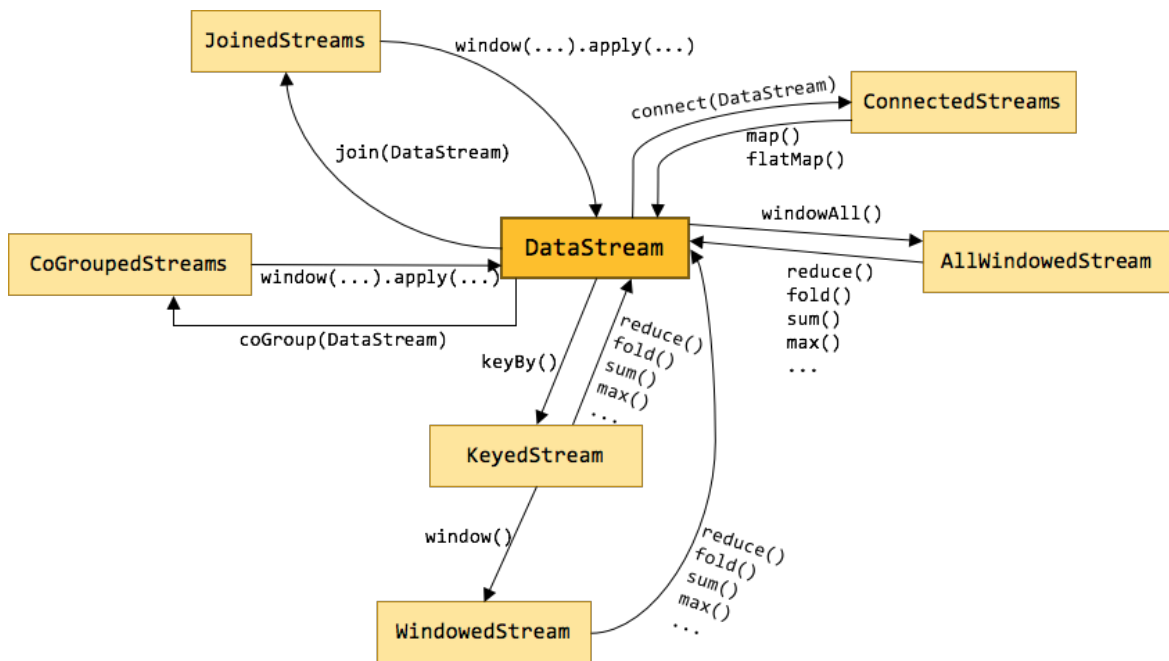 JoinedStreams
window(...).apply(...)
connect(DataStream)
ConnectedStreams
map()
flatMap()
join(DataStream)
windowAll()
DataStream
CoGroupedStreams
window(...).apply(...)
AllWindowedStream
reduce()
fold()
sum()
max()
...
coGroup(DataStream)
keyBy()
reduce()
fold()
sum()
max()
...
KeyedStream
window()
reduce()
fold()
sum()
max()
...
WindowedStream